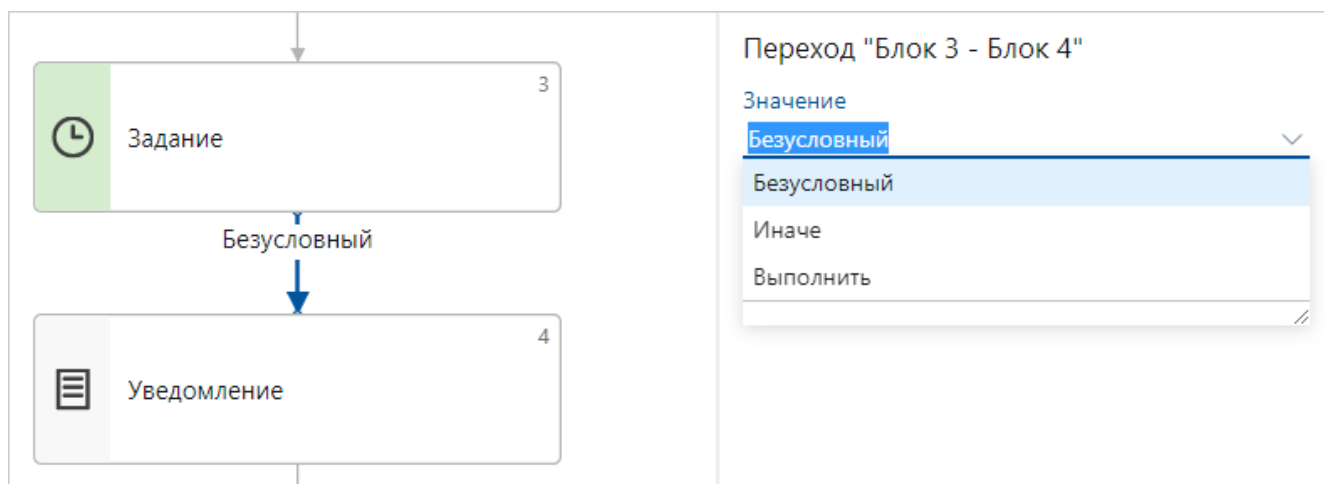 3
Задание
Безусловный
4
Уведомление
Переход "Блок 3 - Блок 4"
Значение
Безусловный
Безусловный
Иначе
Выполнить